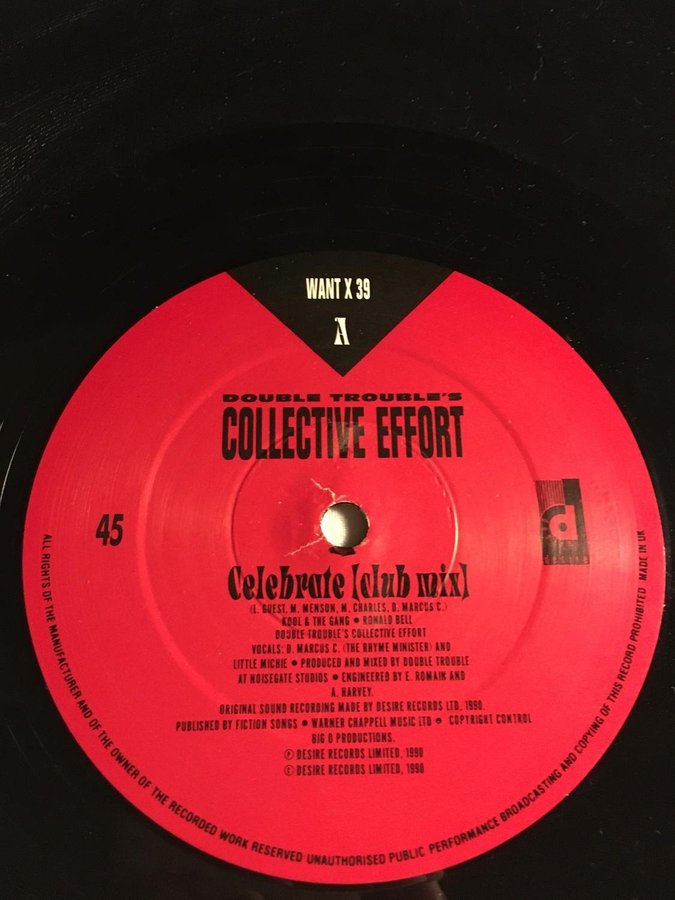 WANT X 39
A
DOUBLE TROUBLE'S
COLLECTIVE EFFORT
45
d
desire
Celebrate [club mix]
(L. GUEST, M. MENSON, M. CHARLES, D. MARCUS C.)
KOOL & THE GANG • RONALD BELL
DOUBLE TROUBLE'S COLLECTIVE EFFORT
VOCALS: D. MARCUS C. (THE RHYME MINISTER) AND
LITTLE MICHIE • PRODUCED AND MIXED BY DOUBLE TROUBLE
AT NOISEGATE STUDIOS • ENGINEERED BY E. ROMAIN AND
A. HARVEY.
ORIGINAL SOUND RECORDING MADE BY DESIRE RECORDS LTD. 1990.
PUBLISHED BY FICTION SONGS • WARNER CHAPPELL MUSIC LTD • COPYRIGHT CONTROL
BIG O PRODUCTIONS.
Ⓟ DESIRE RECORDS LIMITED, 1990
© DESIRE RECORDS LIMITED, 1990
ALL RIGHTS OF THE MANUFACTURER AND OF THE OWNER OF THE RECORDED WORK RESERVED UNAUTHORISED PUBLIC PERFORMANCE BROADCASTING AND COPYING OF THIS RECORD PROHIBITED MADE IN UK